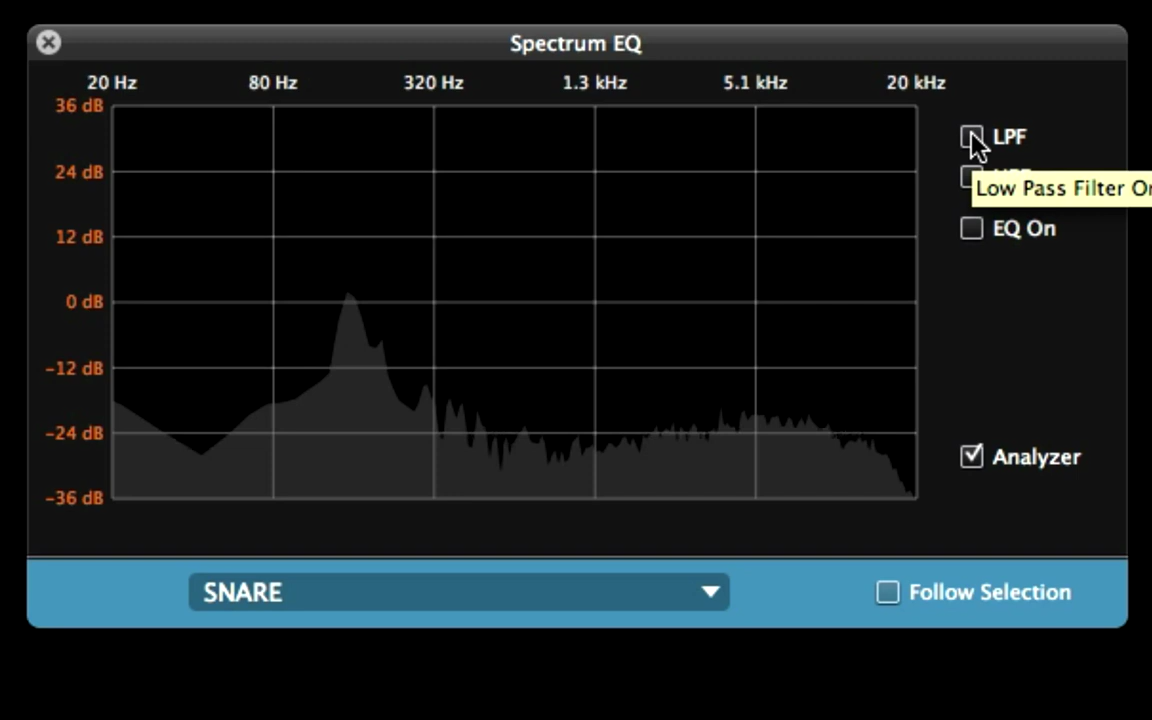 Spectrum EQ
20 Hz 80 Hz 320 Hz 1.3 kHz 5.1 kHz 20 kHz
36 dB
24 dB
12 dB
0 dB
-12 dB
-24 dB
-36 dB
LPF
Low Pass Filter
EQ On
Analyzer
SNARE
Follow Selection